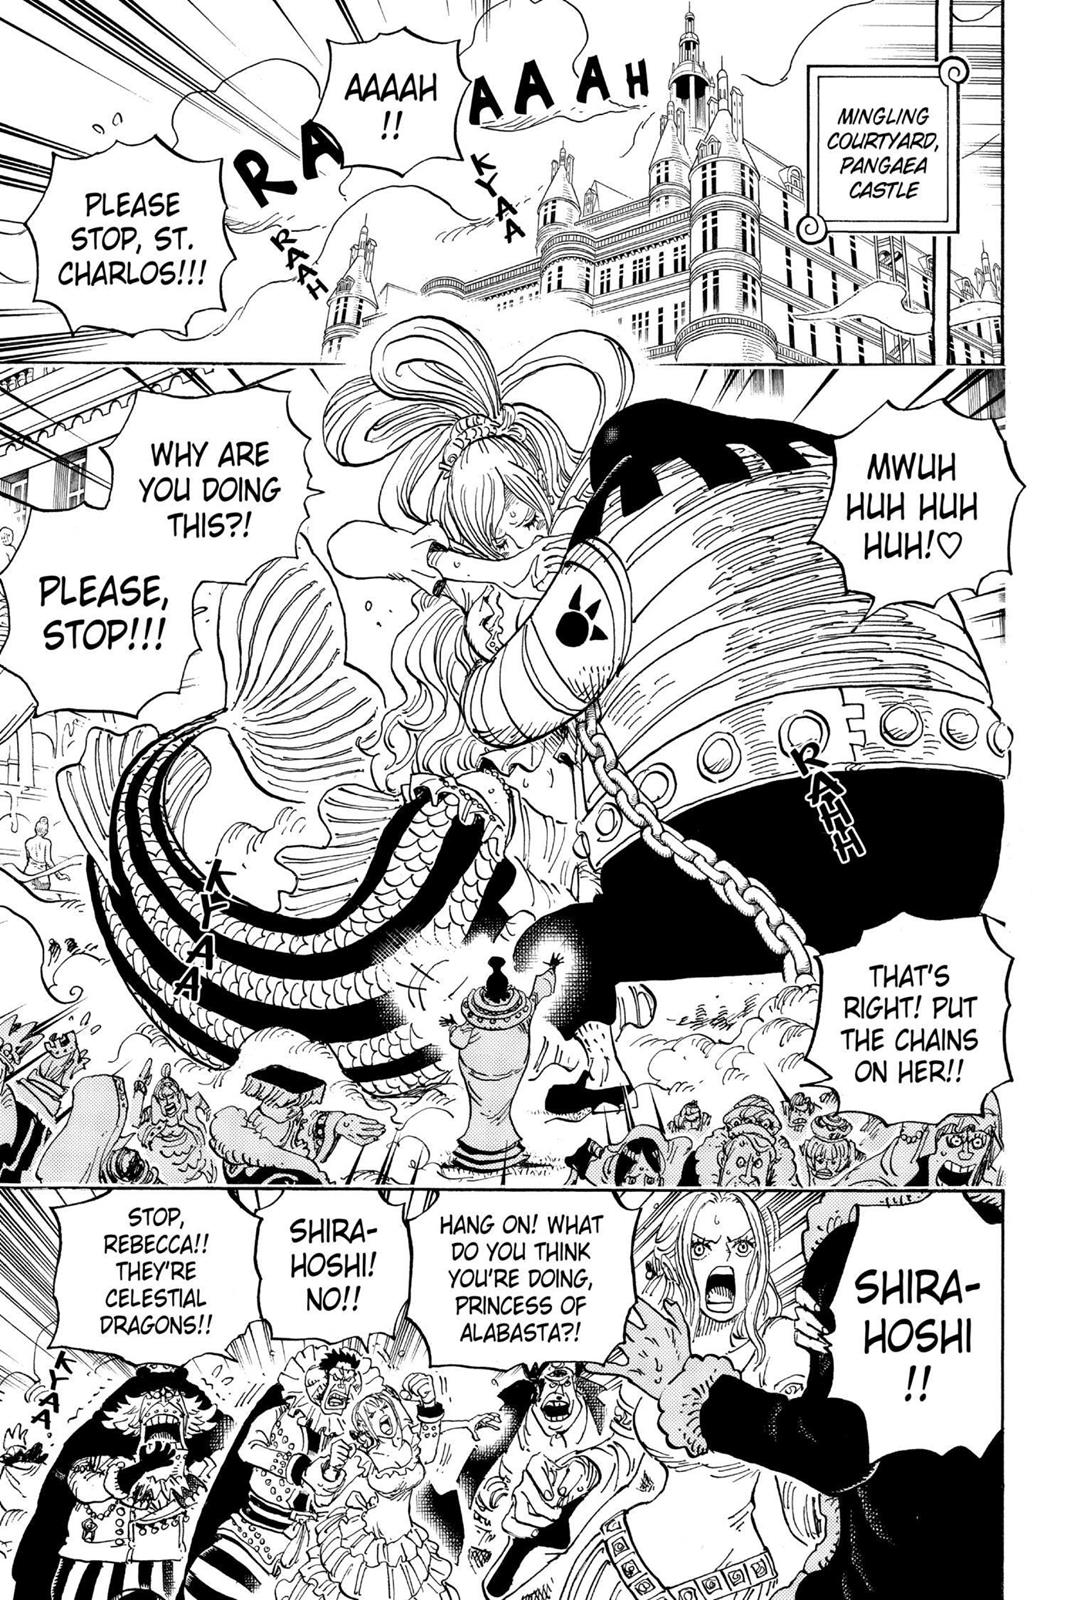 MINGLING
COURTYARD,
PANGAEA
CASTLE
RAAAAH
AAAAH
!!
KYAA
RAAH
PLEASE
STOP, ST.
CHARLOS!!!
MWUH
HUH HUH
HUH!♡
WHY ARE
YOU DOING
THIS?!
PLEASE,
STOP!!!
RAHH
KYAA
THAT'S
RIGHT! PUT
THE CHAINS
ON HER!!
SHIRA-
HOSHI
!!
HANG ON! WHAT
DO YOU THINK
YOU'RE DOING,
PRINCESS OF
ALABASTA?!
SHIRA-
HOSHI!
NO!!
STOP,
REBECCA!!
THEY'RE
CELESTIAL
DRAGONS!!
KYAA